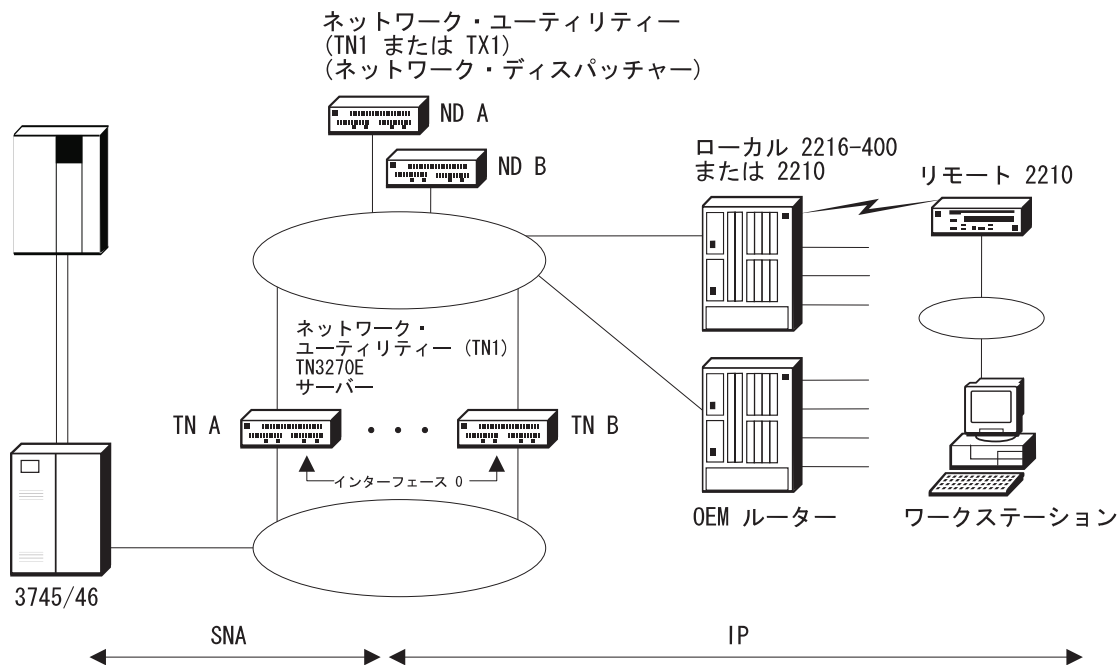 ネットワーク・ユーティリティー
(TN1 または TX1)
(ネットワーク・ディスパッチャー)
ND A
ND B
ローカル 2216-400
または 2210
リモート 2210
ネットワーク・
ユーティリティー (TN1)
TN3270E
サーバー
TN A
TN B
インターフェース 0
OEM ルーター
ワークステーション
3745/46
SNA
IP